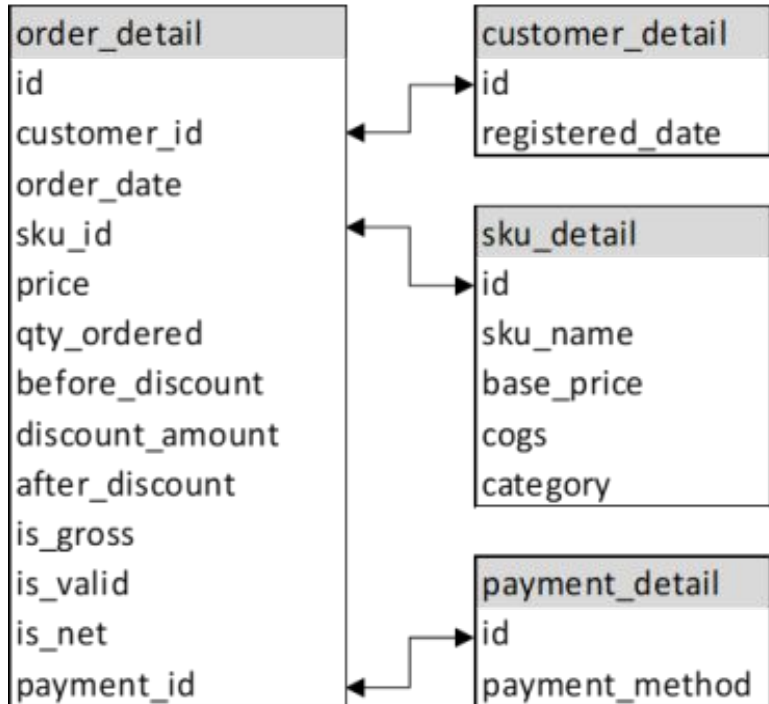 order_detail
id
customer_id
order_date
sku_id
price
qty_ordered
before_discount
discount_amount
after_discount
is_gross
is_valid
is_net
payment_id
customer_detail
id
registered_date
sku_detail
id
sku_name
base_price
cogs
category
payment_detail
id
payment_method